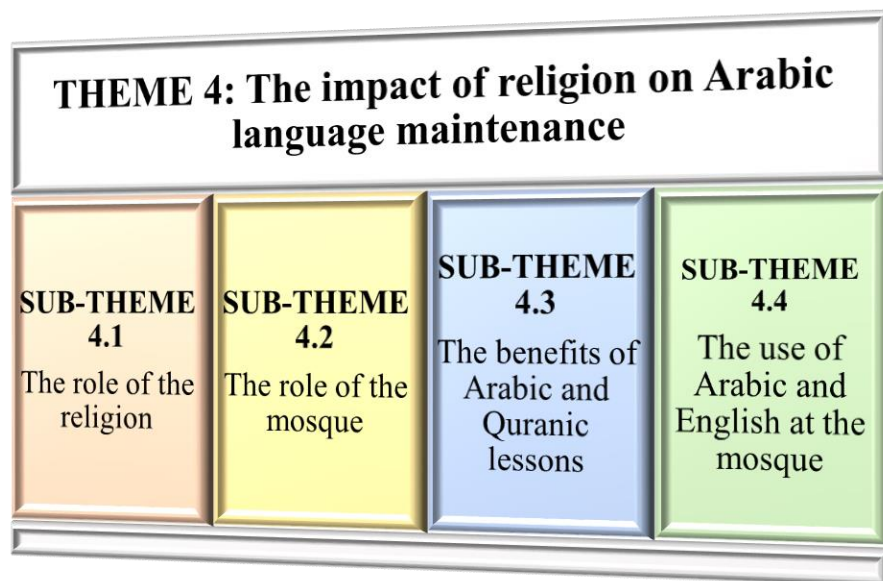 THEME 4: The impact of religion on Arabic
language maintenance
SUB-THEME
4.1
The role of the
religion
SUB-THEME
4.2
The role of the
mosque
SUB-THEME
4.3
The benefits of
Arabic and
Quranic
lessons
SUB-THEME
4.4
The use of
Arabic and
English at the
mosque